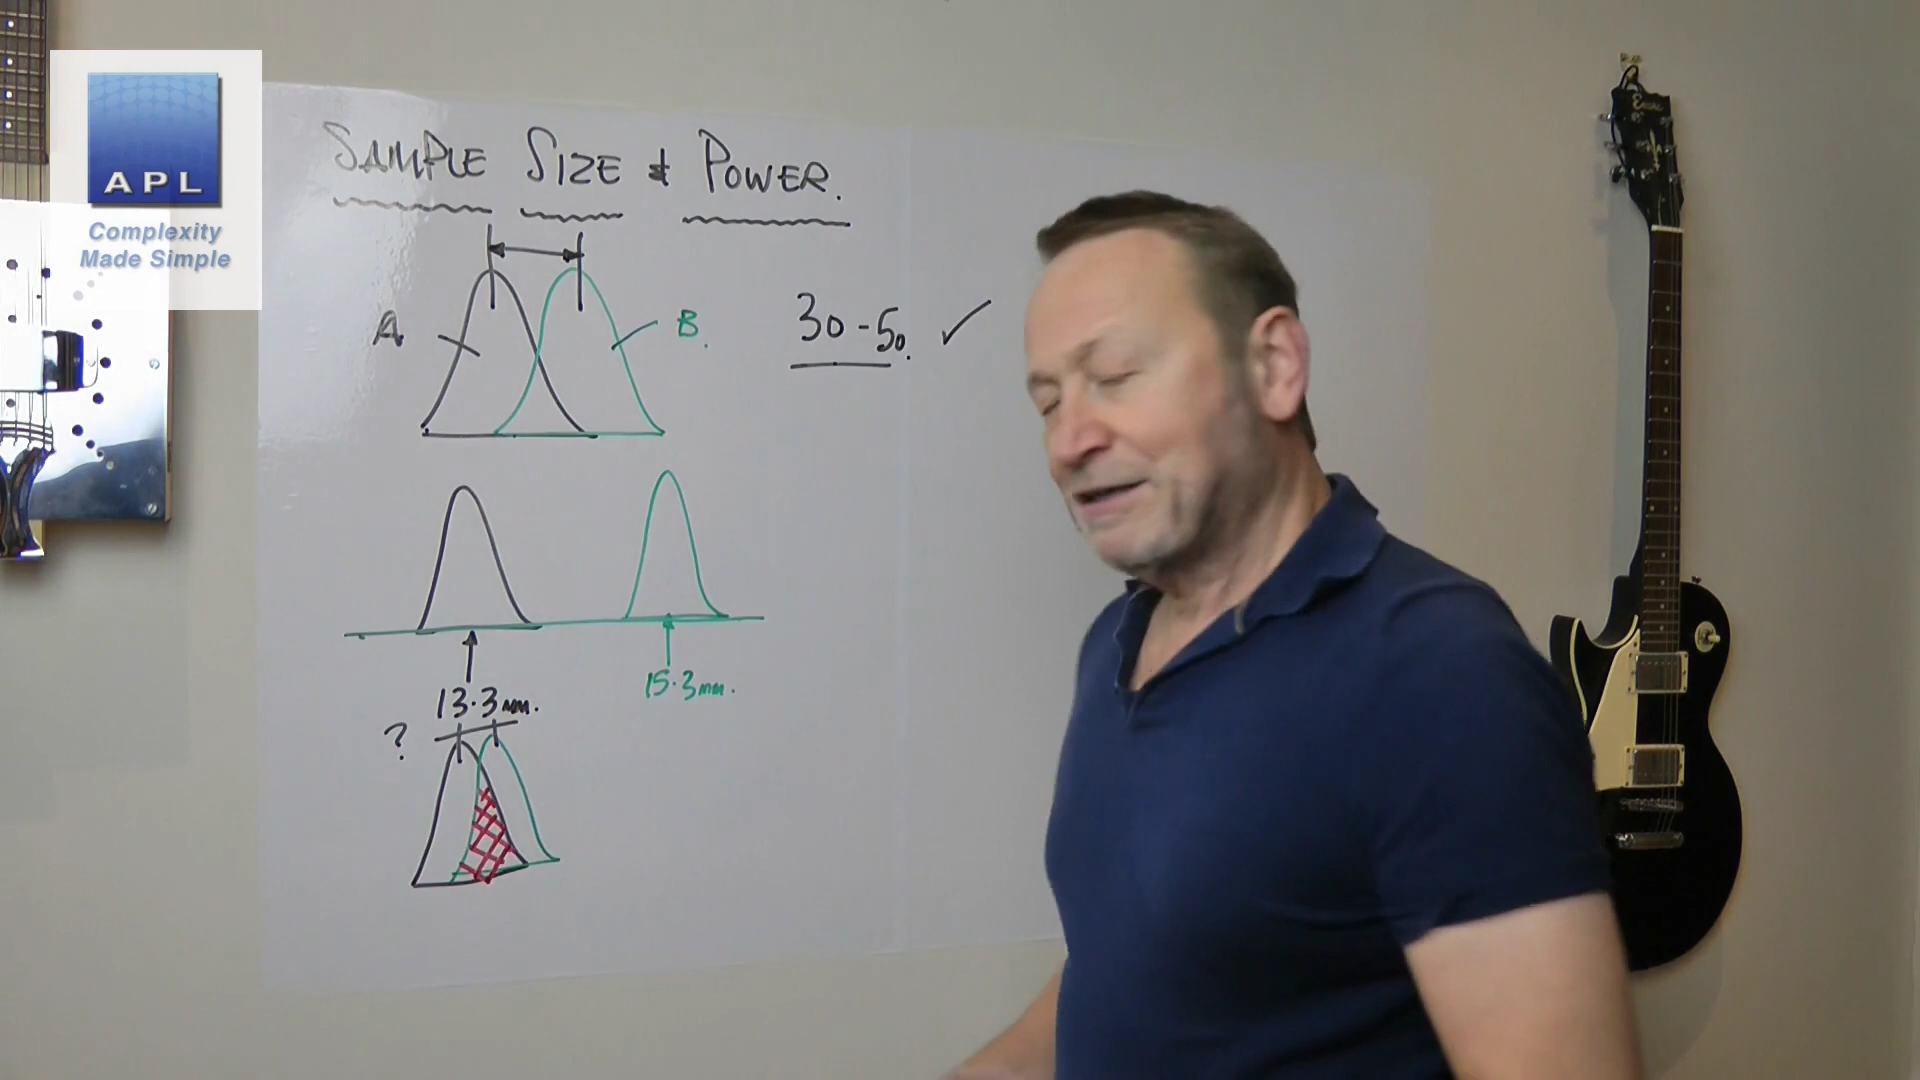 APL
Complexity
Made Simple
SAMPLE SIZE & POWER.
A
B.
30-50.
13.3mm.
15.3mm.
?